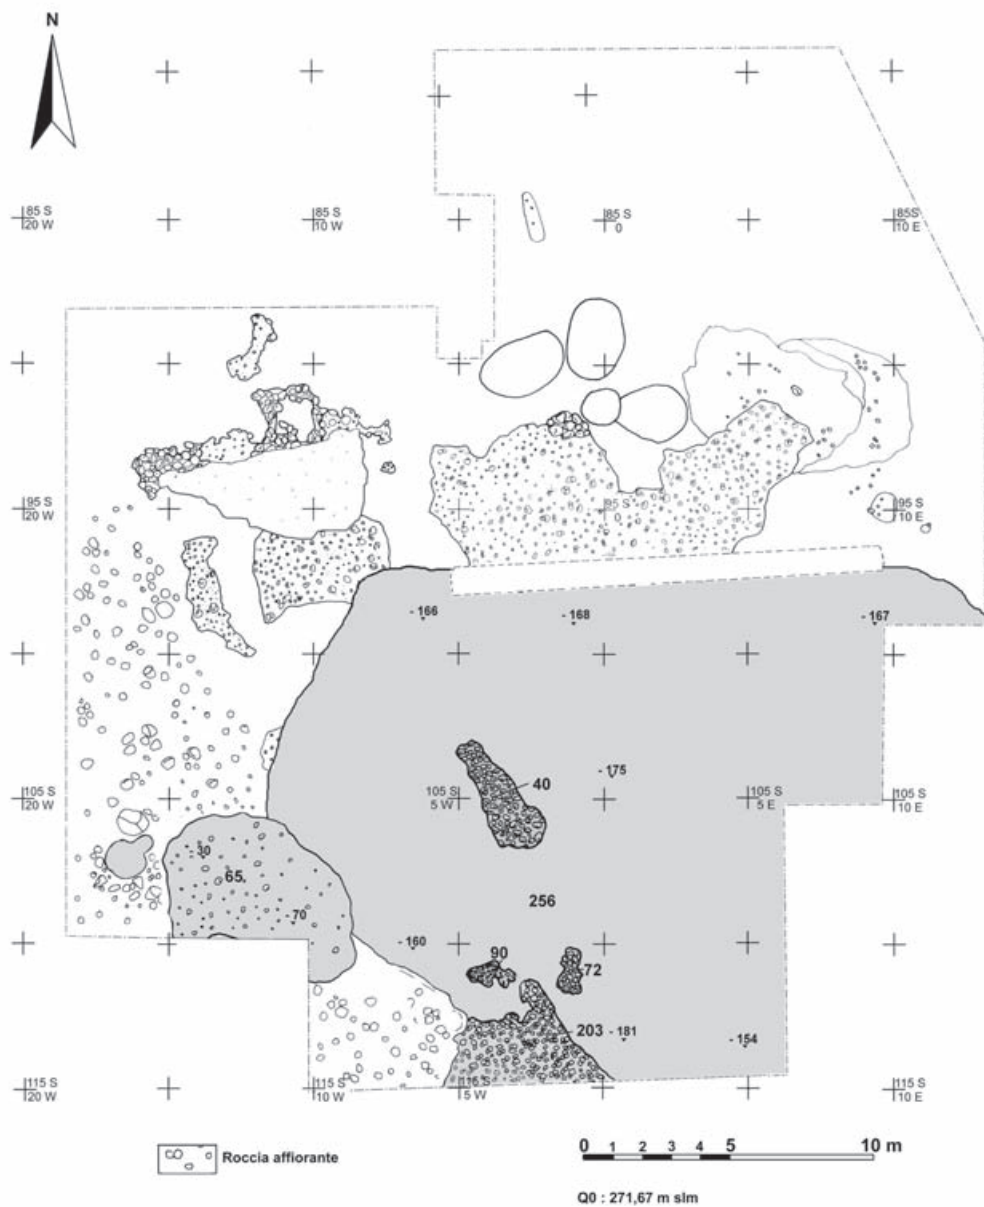 N
85 S
20 W
85 S
10 W
85 S
0
85 S
10 E
95 S
20 W
95 S
95 S
10 E
- 166
- 168
- 167
- 175
40
105 S
20 W
105 S
5 W
105 S
5 E
105 S
10 E
- 30
65
- 70
256
- 160
90
72
203
- 181
- 154
115 S
20 W
115 S
10 W
115 S
5 W
115 S
10 E
Roccia affiorante
0 1 2 3 4 5 10 m
Q0 : 271,67 m slm